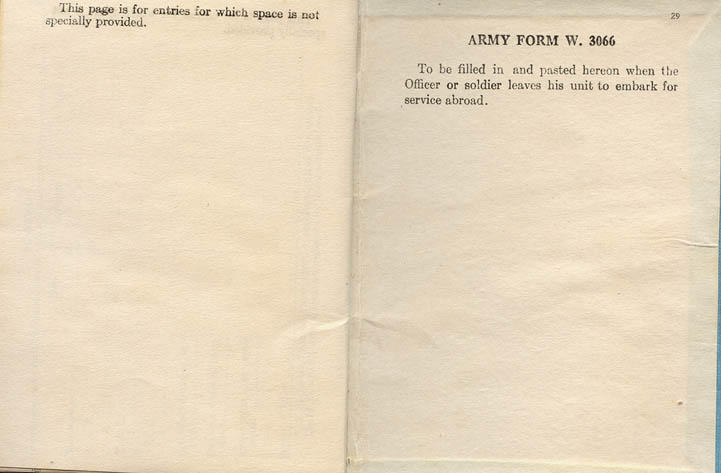 This page is for entries for which space is not
specially provided.
29
ARMY FORM W. 3066
To be filled in and pasted hereon when the
Officer or soldier leaves his unit to embark for
service abroad.